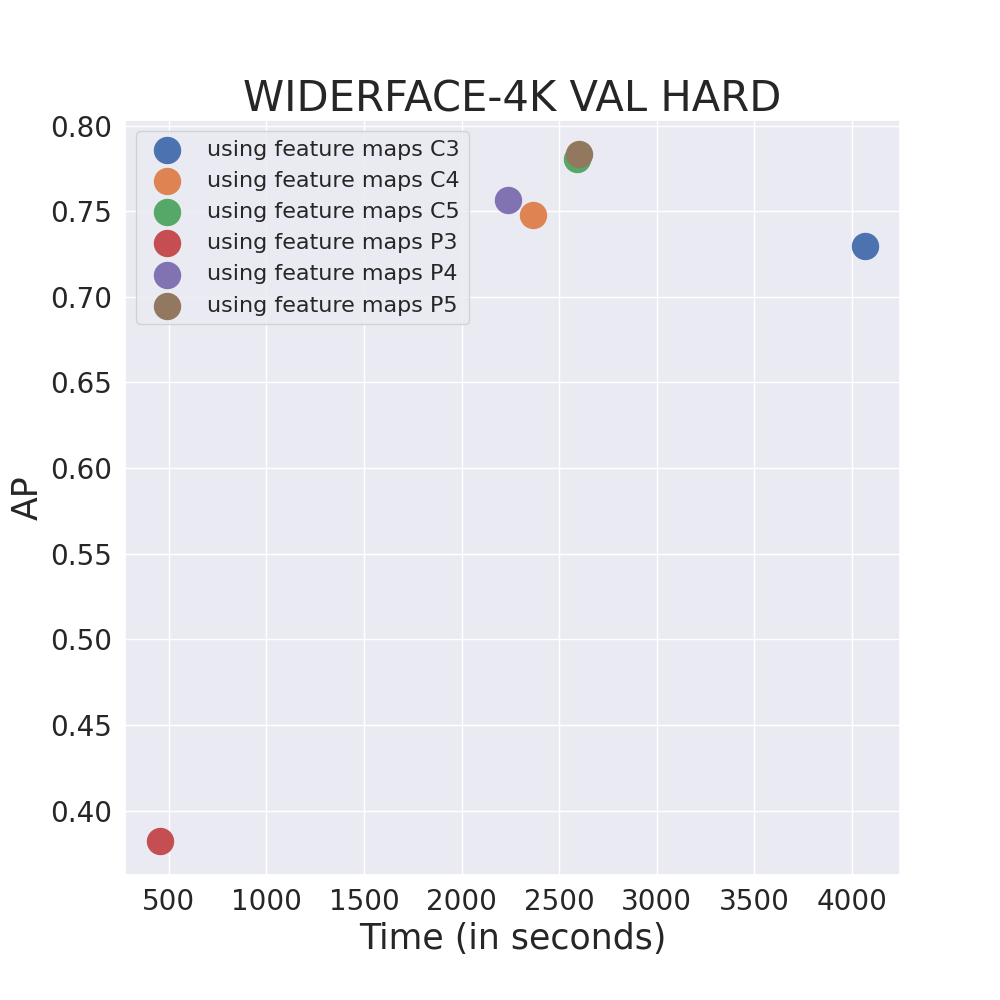 WIDERFACE-4K VAL HARD
0.80
0.75
0.70
0.65
0.60
0.55
0.50
0.45
0.40
AP
using feature maps C3
using feature maps C4
using feature maps C5
using feature maps P3
using feature maps P4
using feature maps P5
500 1000 1500 2000 2500 3000 3500 4000
Time (in seconds)